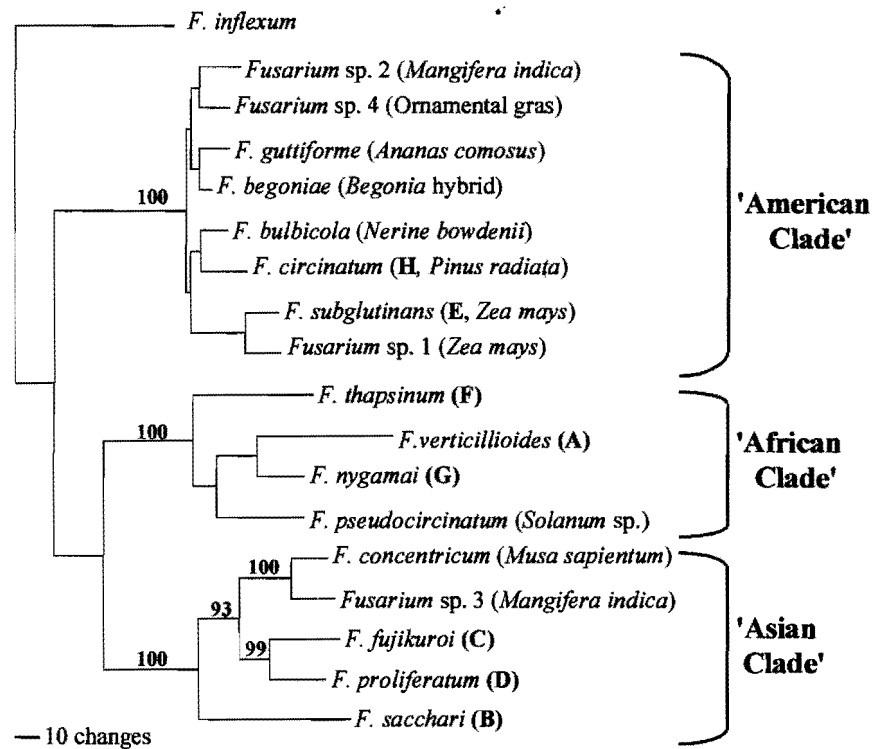 F. inflexum
Fusarium sp. 2 (Mangifera indica)
Fusarium sp. 4 (Ornamental gras)
F. guttiforme (Ananas comosus)
F. begoniae (Begonia hybrid)
100
'American
Clade'
F. bulbicola (Nerine bowdenii)
F. circinatum (H, Pinus radiata)
F. subglutinans (E, Zea mays)
Fusarium sp. 1 (Zea mays)
F. thapsinum (F)
100
F.verticillioides (A)
'African
Clade'
F. nygamai (G)
F. pseudocircinatum (Solanum sp.)
F. concentricum (Musa sapientum)
100
Fusarium sp. 3 (Mangifera indica)
93
'Asian
Clade'
F. fujikuroi (C)
99
F. proliferatum (D)
100
F. sacchari (B)
10 changes